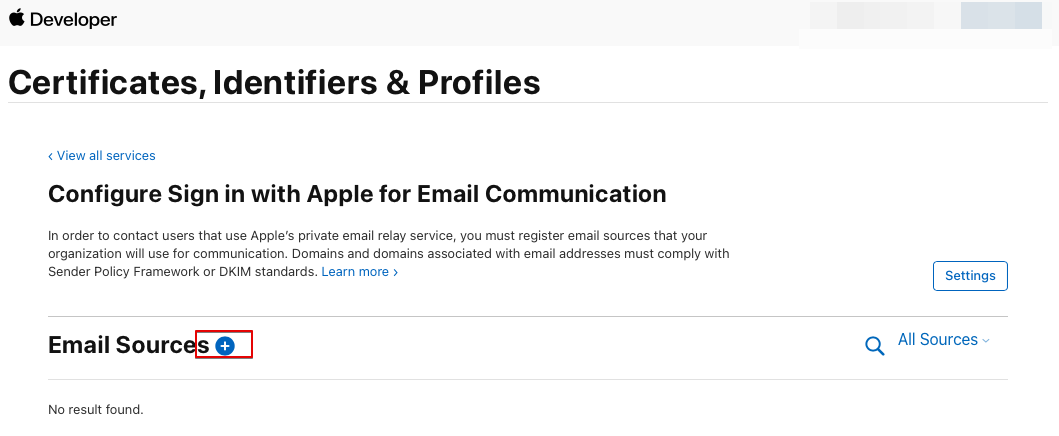 Developer
Certificates, Identifiers & Profiles
‹ View all services
Configure Sign in with Apple for Email Communication
In order to contact users that use Apple’s private email relay service, you must register email sources that your
organization will use for communication. Domains and domains associated with email addresses must comply with
Sender Policy Framework or DKIM standards. Learn more ›
Settings
Email Sources
All Sources
No result found.